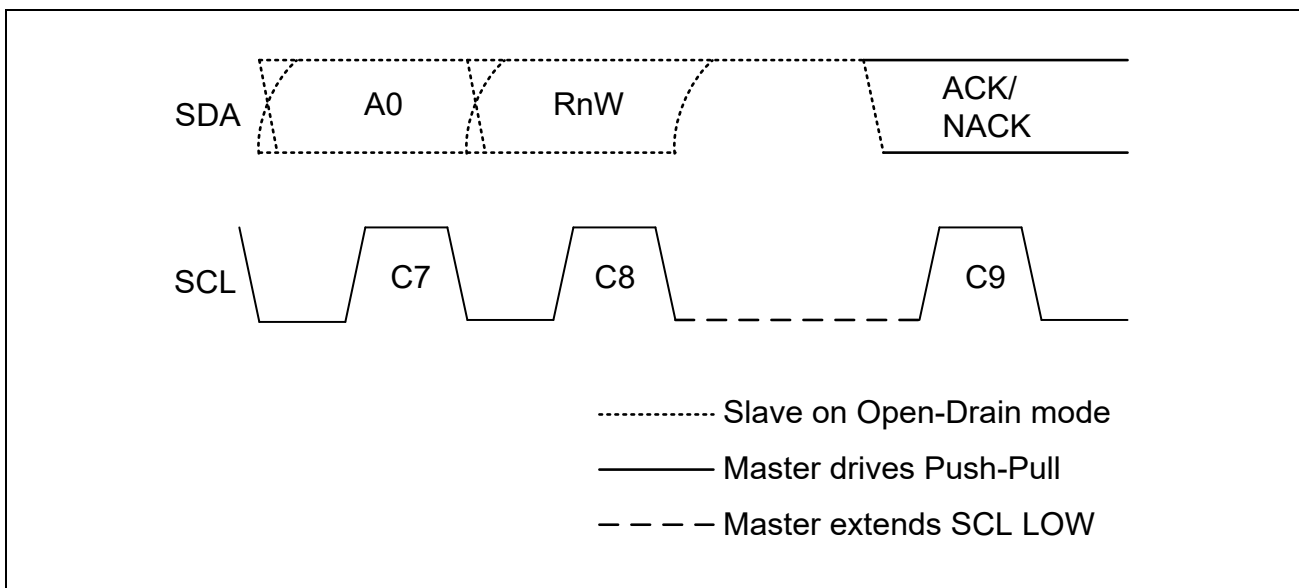 SDA
A0
RnW
ACK/
NACK
SCL
C7
C8
C9
Slave on Open-Drain mode
Master drives Push-Pull
Master extends SCL LOW